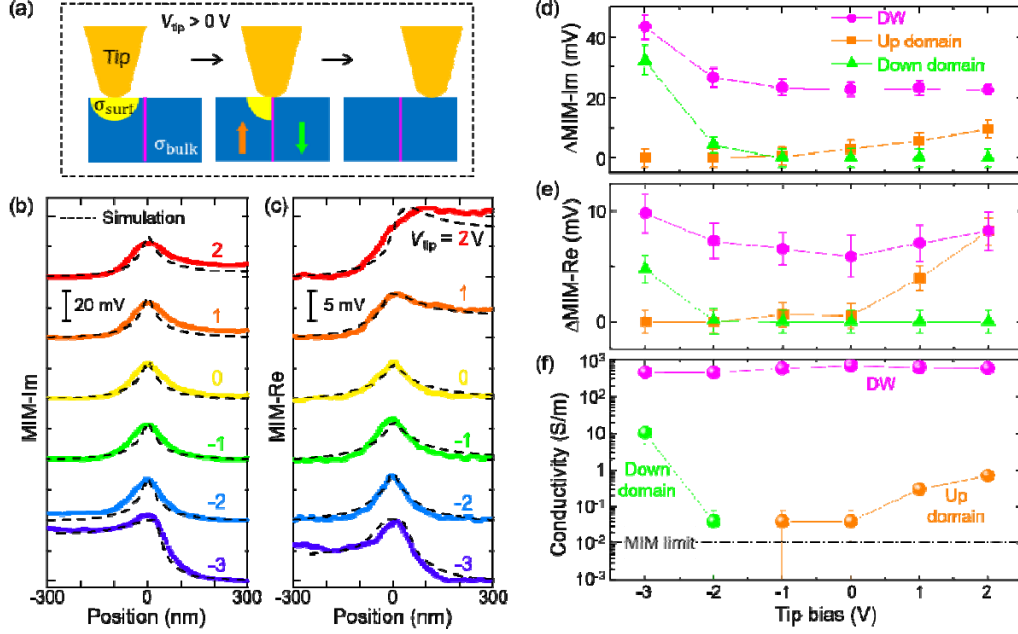 (a)
V_tip > 0 V
Tip
σ_surf
σ_bulk
(b)
Simulation
2
20 mV
1
0
-1
-2
-3
MIM-Im
-300
0
300
Position (nm)
(c)
V_tip = 2 V
5 mV
1
0
-1
-2
-3
MIM-Re
-300
0
300
Position (nm)
(d)
DW
Up domain
Down domain
40
20
0
ΔMIM-Im (mV)
(e)
10
0
ΔMIM-Re (mV)
(f)
10³
10²
10
1
10⁻¹
10⁻²
10⁻³
Conductivity (S/m)
DW
Down
domain
Up
domain
MIM limit
-3
-2
-1
0
1
2
Tip bias (V)